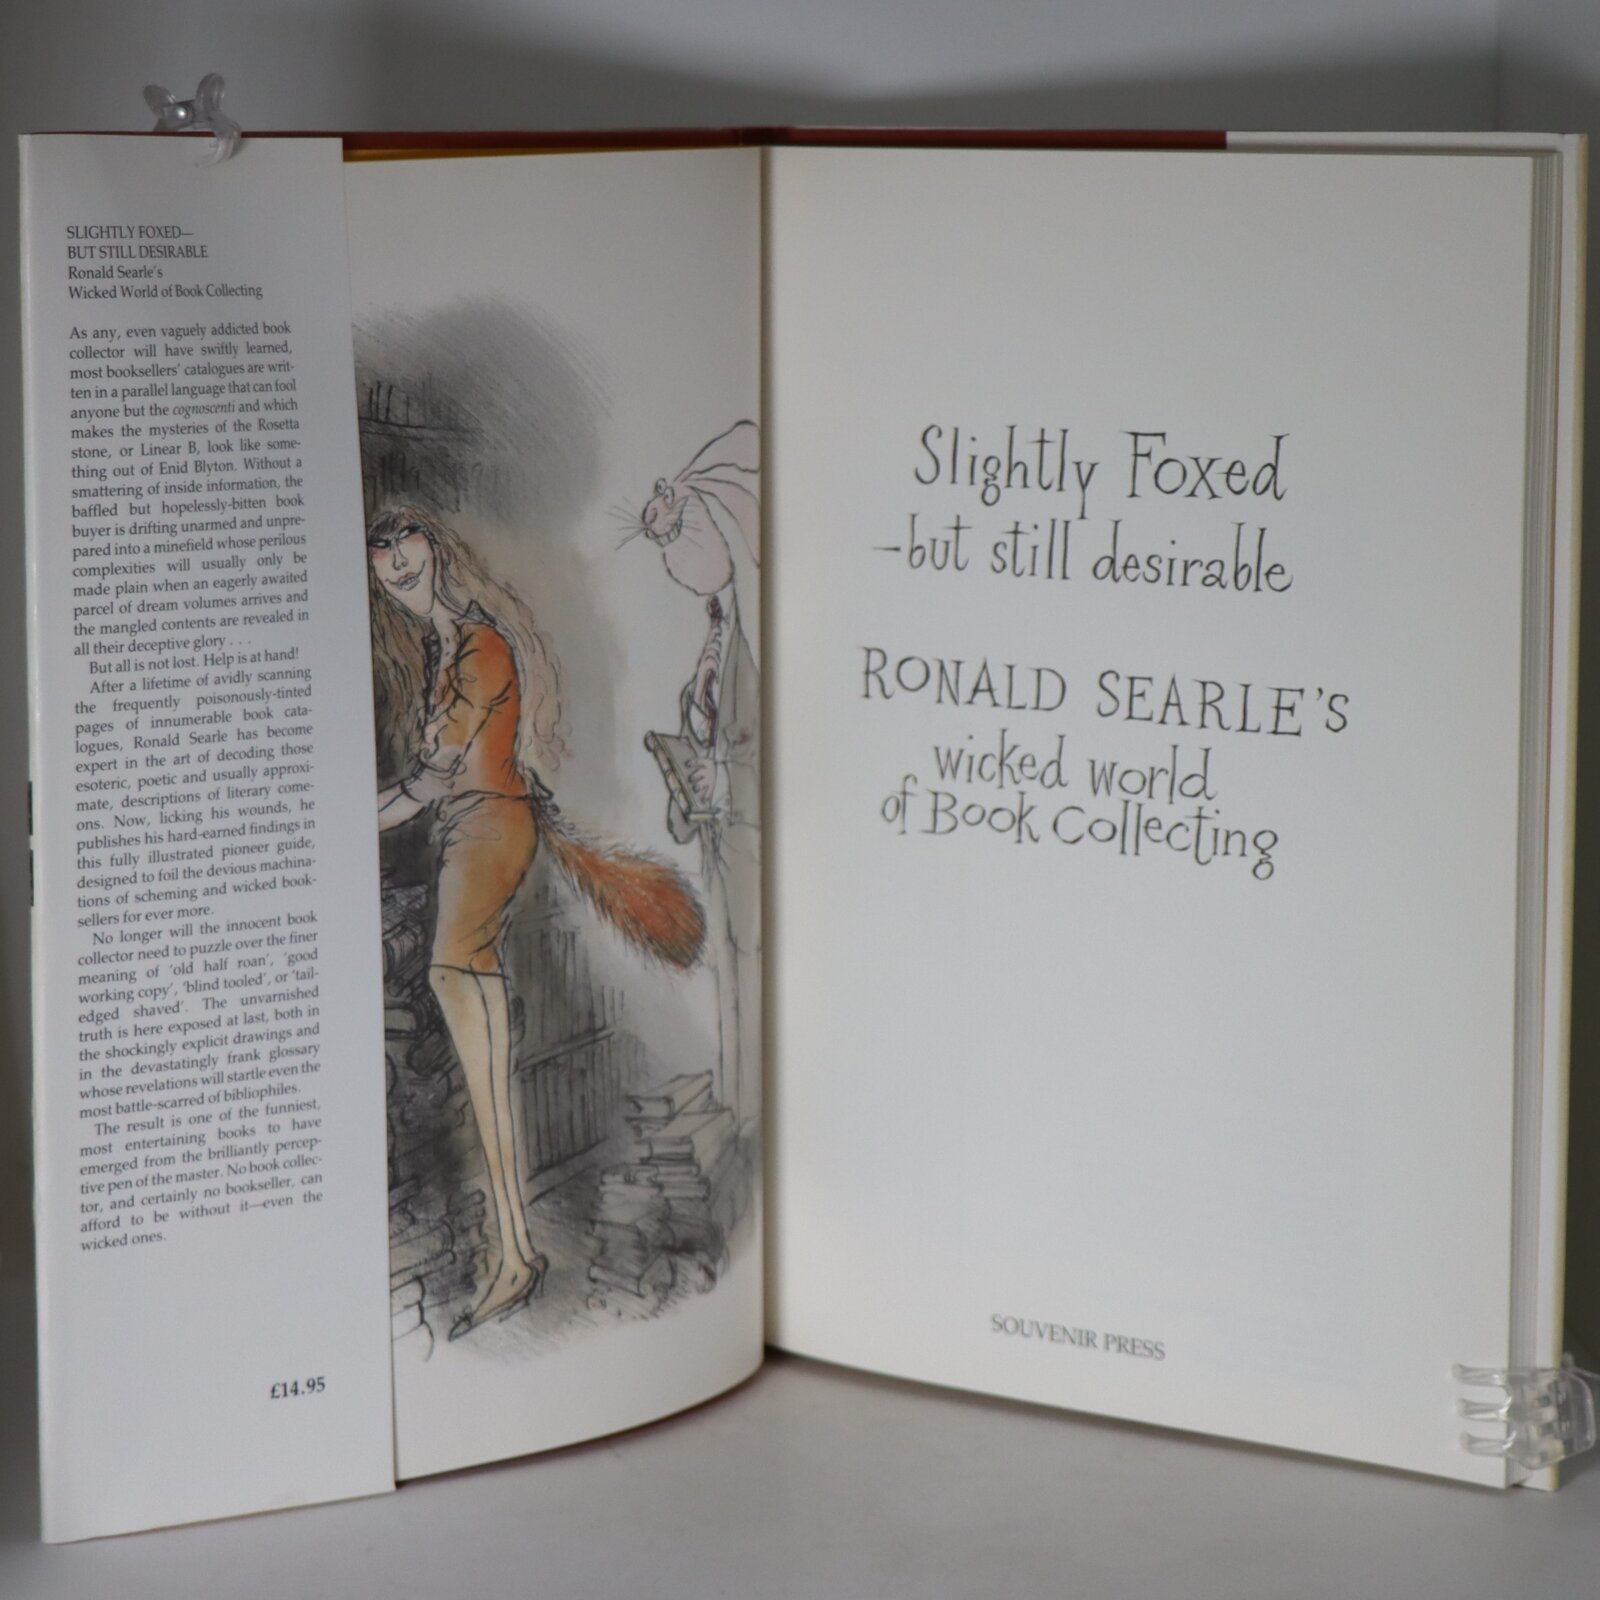 SLIGHTLY FOXED—
BUT STILL DESIRABLE
Ronald Searle's
Wicked World of Book Collecting
As any, even vaguely addicted book
collector will have swiftly learned,
most booksellers' catalogues are writ-
ten in a parallel language that can fool
anyone but the cognoscenti and which
makes the mysteries of the Rosetta
stone, or Linear B, look like some-
thing out of Enid Blyton. Without a
smattering of inside information, the
baffled but hopelessly-bitten book
buyer is drifting unarmed and unpre-
pared into a minefield whose perilous
complexities will usually only be
made plain when an eagerly awaited
parcel of dream volumes arrives and
the mangled contents are revealed in
all their deceptive glory . . .
But all is not lost. Help is at hand!
After a lifetime of avidly scanning
the frequently poisonously-tinted
pages of innumerable book cata-
logues, Ronald Searle has become
expert in the art of decoding those
esoteric, poetic and usually approxi-
mate, descriptions of literary come-
ons. Now, licking his wounds, he
publishes his hard-earned findings in
this fully illustrated pioneer guide,
designed to foil the devious machina-
tions of scheming and wicked book-
sellers for ever more.
No longer will the innocent book
collector need to puzzle over the finer
meaning of 'old half roan', 'good
working copy', 'blind tooled', or 'tail-
edged shaved'. The unvarnished
truth is here exposed at last, both in
the shockingly explicit drawings and
in the devastatingly frank glossary
whose revelations will startle even the
most battle-scarred of bibliophiles.
The result is one of the funniest,
most entertaining books to have
emerged from the brilliantly percep-
tive pen of the master. No book collec-
tor, and certainly no bookseller, can
afford to be without it—even the
wicked ones.
£14.95
Slightly Foxed
-but still desirable
RONALD SEARLE'S
wicked world
of Book Collecting
SOUVENIR PRESS